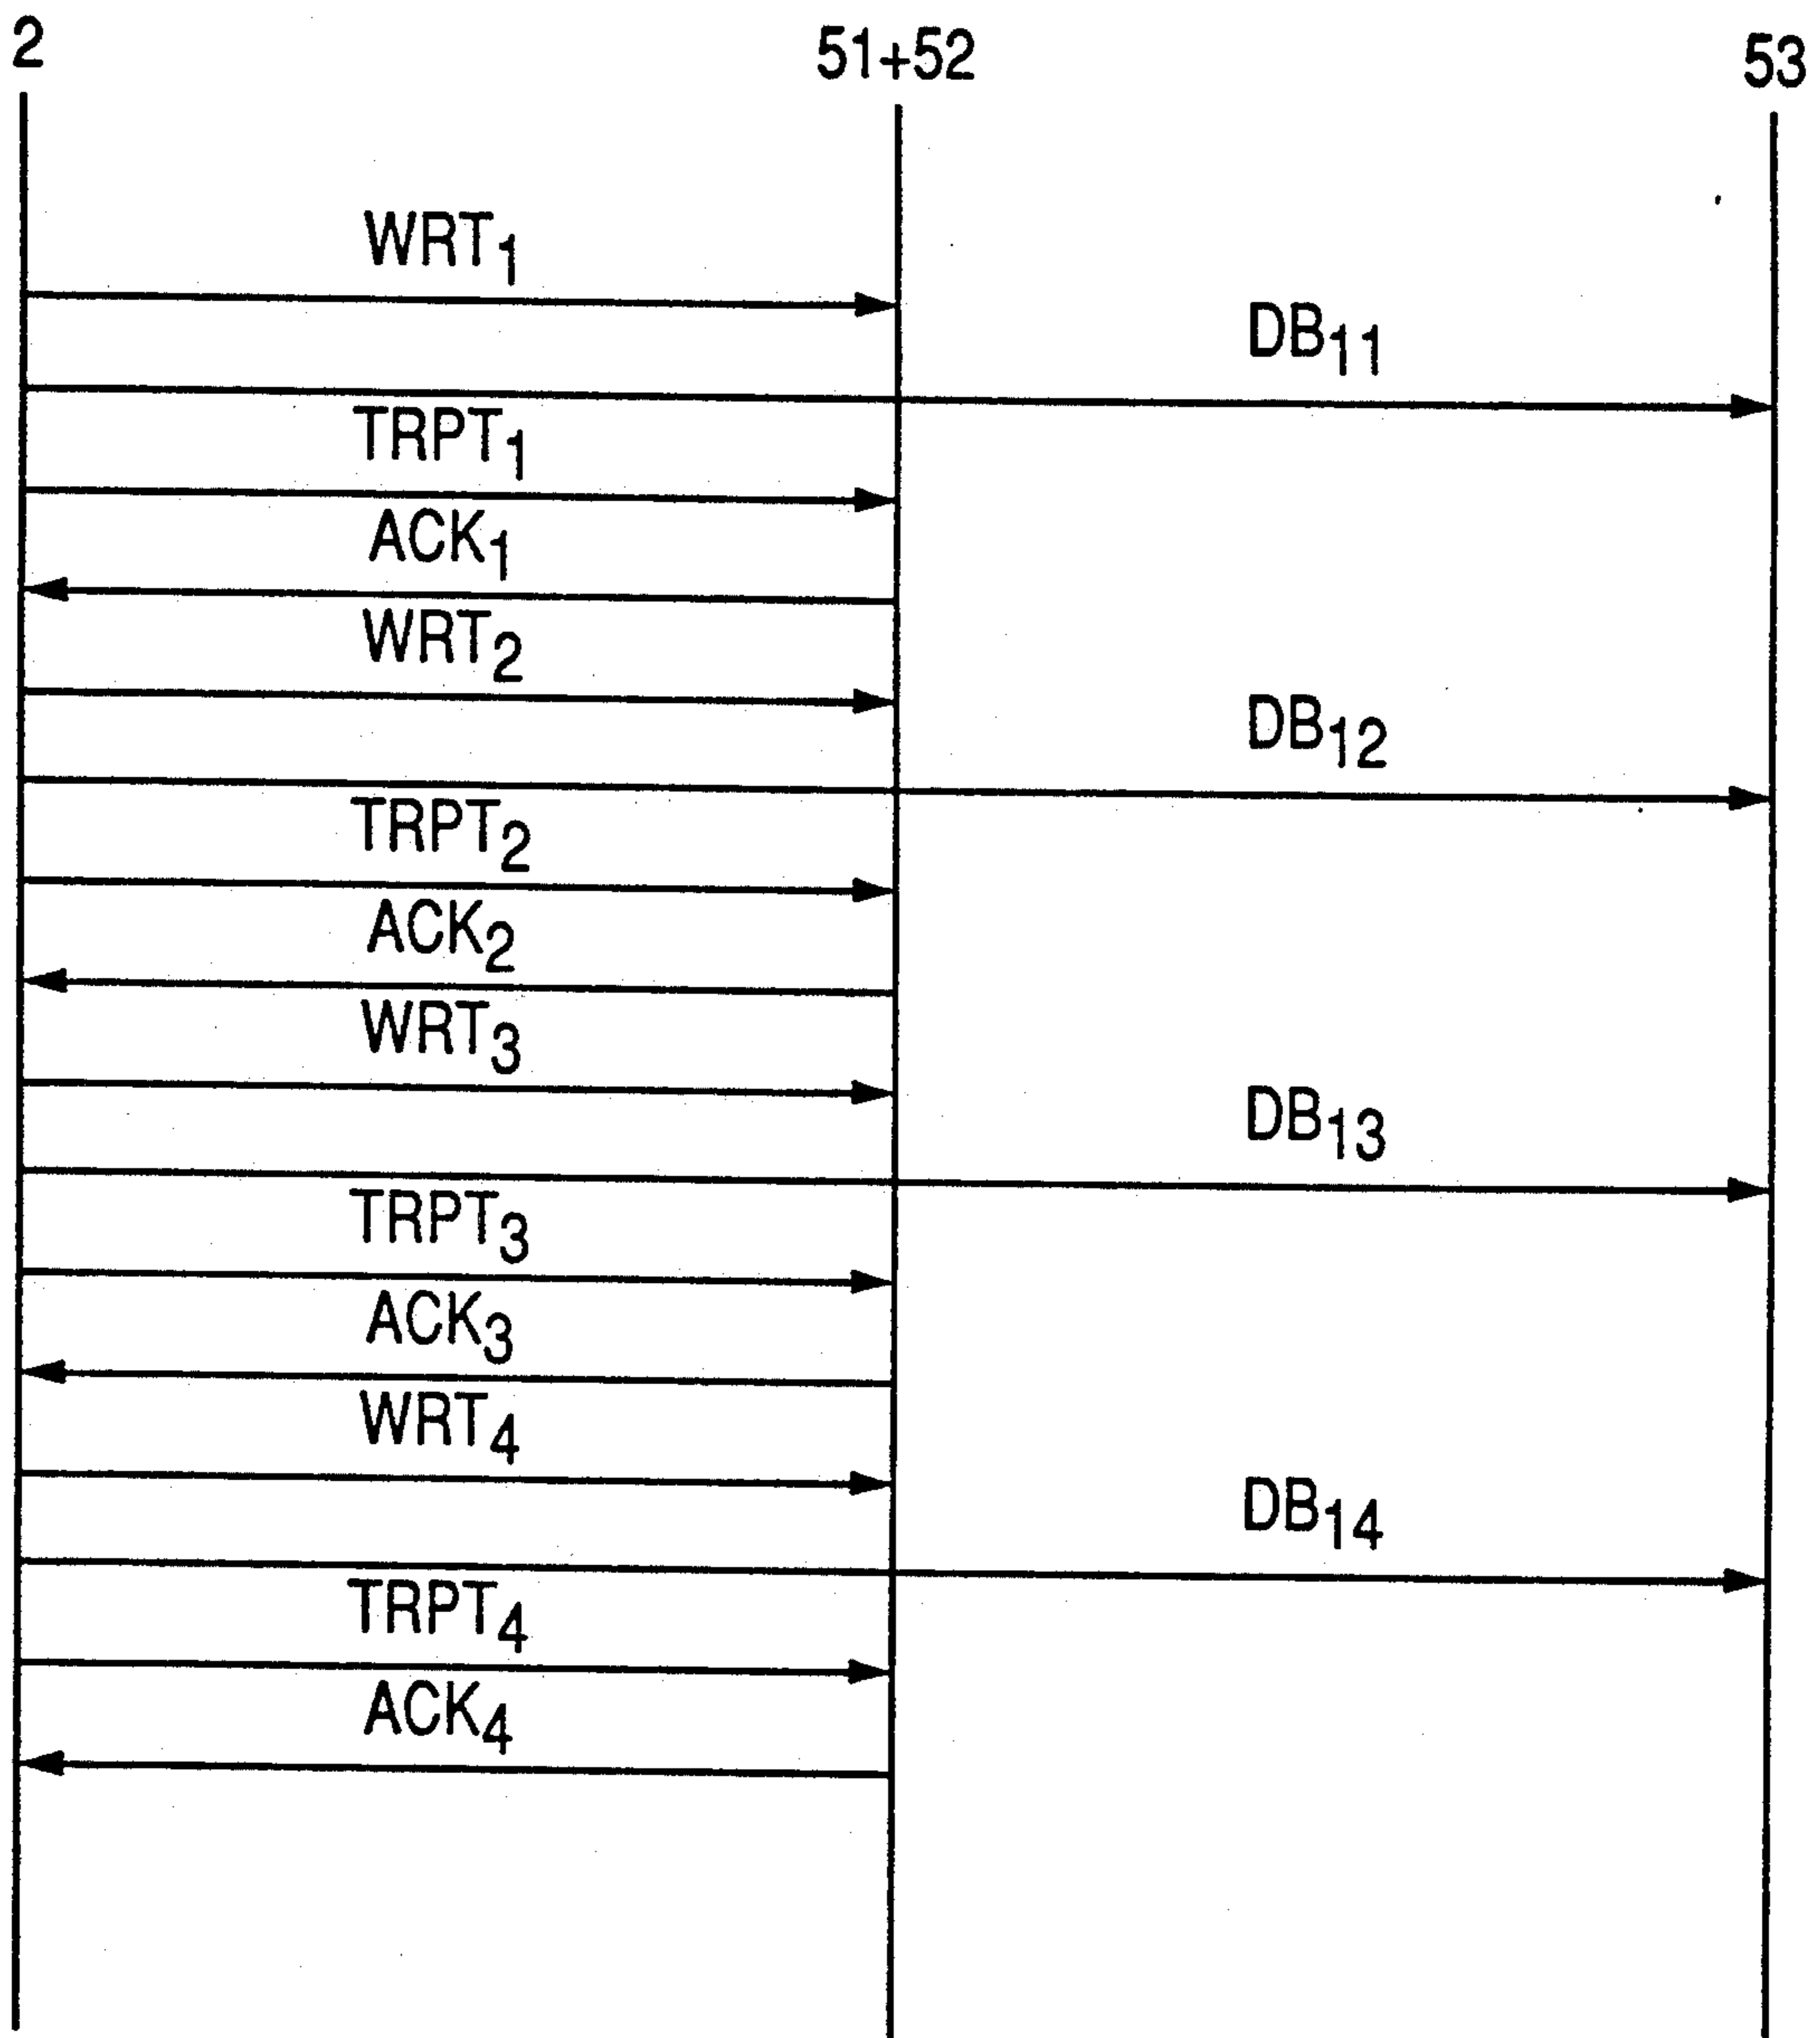 2 51+52 53
WRT1
DB11
TRPT1
ACK1
WRT2
DB12
TRPT2
ACK2
WRT3
DB13
TRPT3
ACK3
WRT4
DB14
TRPT4
ACK4